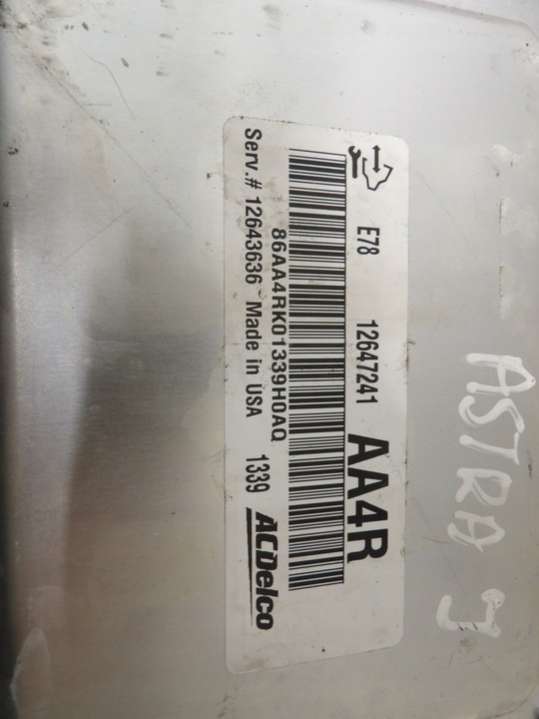 E78 12647241 AA4R
86AA4RK01339H0AQ
Serv.# 12643636 Made in USA 1339 ACDelco
ASTRA J